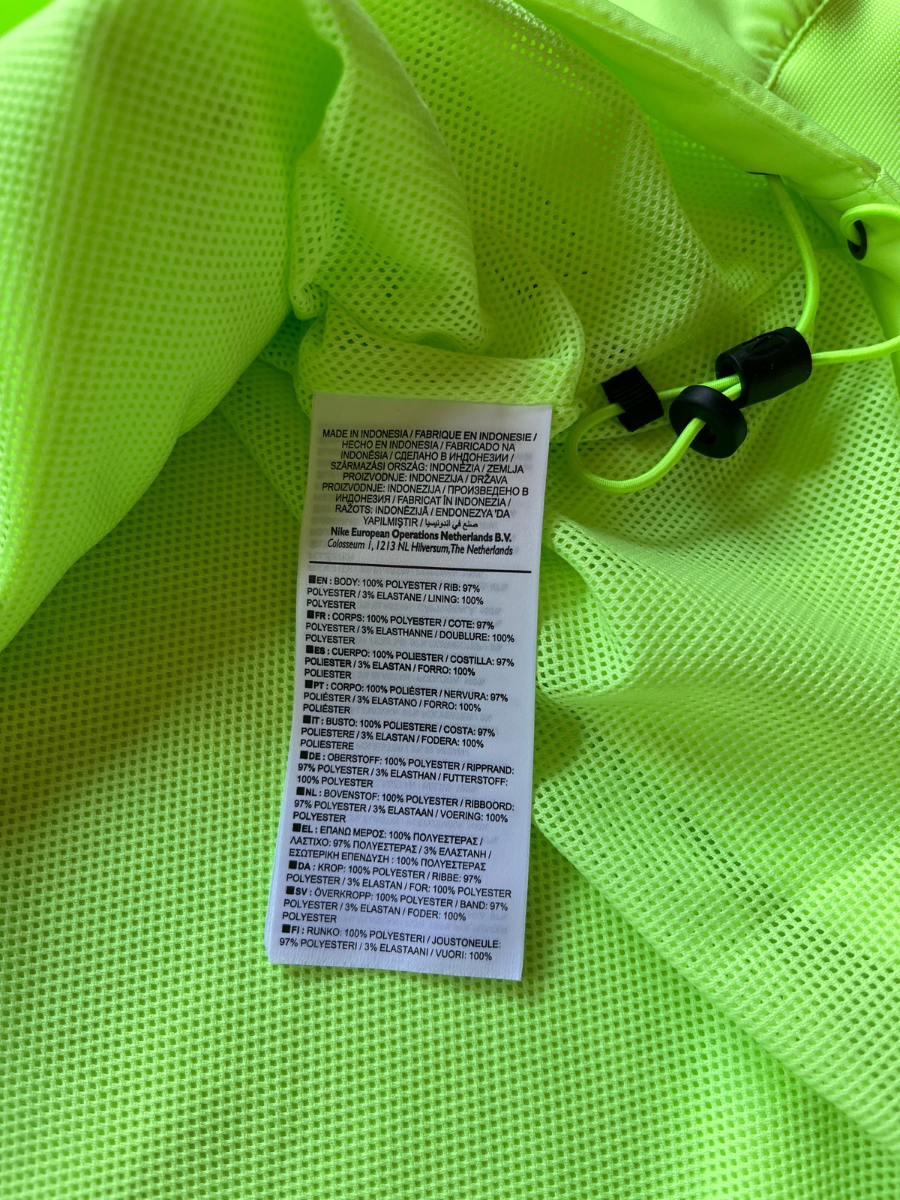 MADE IN INDONESIA / FABRIQUE EN INDONESIE /
HECHO EN INDONESIA / FABRICADO NA
INDONÉSIA / СДЕЛАНО В ИНДОНЕЗИИ /
SZÁRMAZÁSI ORSZÁG: INDONÉZIA / ZEMLJA
PROIZVODNJE: INDONEZIJA / DRŽAVA
PROIZVODNJE: INDONEZIJA / ПРОИЗВЕДЕНО В
ИНДОНЕЗИЯ / FABRICAT ÎN INDONEZIA /
RAŽOTS: INDONĒZIJĀ / ENDONEZYA 'DA
YAPILMIŞTIR / صنع في أندونيسيا
Nike European Operations Netherlands B.V.
Colosseum 1, 1213 NL Hilversum,The Netherlands
■EN : BODY: 100% POLYESTER / RIB: 97%
POLYESTER / 3% ELASTANE / LINING: 100%
POLYESTER
■FR : CORPS: 100% POLYESTER / COTE: 97%
POLYESTER / 3% ELASTHANNE / DOUBLURE: 100%
POLYESTER
■ES : CUERPO: 100% POLIESTER / COSTILLA: 97%
POLIESTER / 3% ELASTAN / FORRO: 100%
POLIESTER
■PT : CORPO: 100% POLIÉSTER / NERVURA: 97%
POLIÉSTER / 3% ELASTANO / FORRO: 100%
POLIÉSTER
■IT : BUSTO: 100% POLIESTERE / COSTA: 97%
POLIESTERE / 3% ELASTAN / FODERA: 100%
POLIESTERE
■DE : OBERSTOFF: 100% POLYESTER / RIPPRAND:
97% POLYESTER / 3% ELASTHAN / FUTTERSTOFF:
100% POLYESTER
■NL : BOVENSTOF: 100% POLYESTER / RIBBOORD:
97% POLYESTER / 3% ELASTAAN / VOERING: 100%
POLYESTER
■EL : ΕΠΑΝΩ ΜΕΡΟΣ: 100% ΠΟΛΥΕΣΤΕΡΑΣ /
ΛΑΣΤΙΧΟ: 97% ΠΟΛΥΕΣΤΕΡΑΣ / 3% ΕΛΑΣΤΑΝΗ /
ΕΣΩΤΕΡΙΚΗ ΕΠΕΝΔΥΣΗ : 100% ΠΟΛΥΕΣΤΕΡΑΣ
■DA : KROP: 100% POLYESTER / RIBBE: 97%
POLYESTER / 3% ELASTAN / FOR: 100% POLYESTER
■SV : ÖVERKROPP: 100% POLYESTER / BAND: 97%
POLYESTER / 3% ELASTAN / FODER: 100%
POLYESTER
■FI : RUNKO: 100% POLYESTERI / JOUSTONEULE:
97% POLYESTERI / 3% ELASTAANI / VUORI: 100%